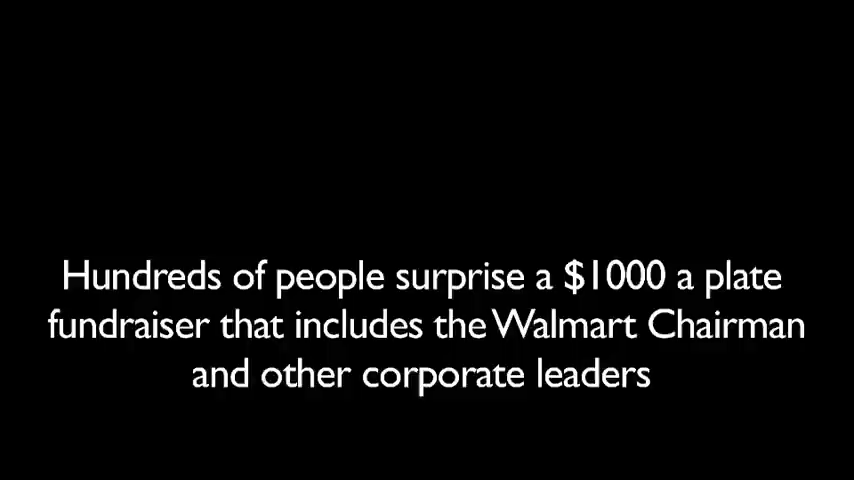 Hundreds of people surprise a $1000 a plate
fundraiser that includes the Walmart Chairman
and other corporate leaders